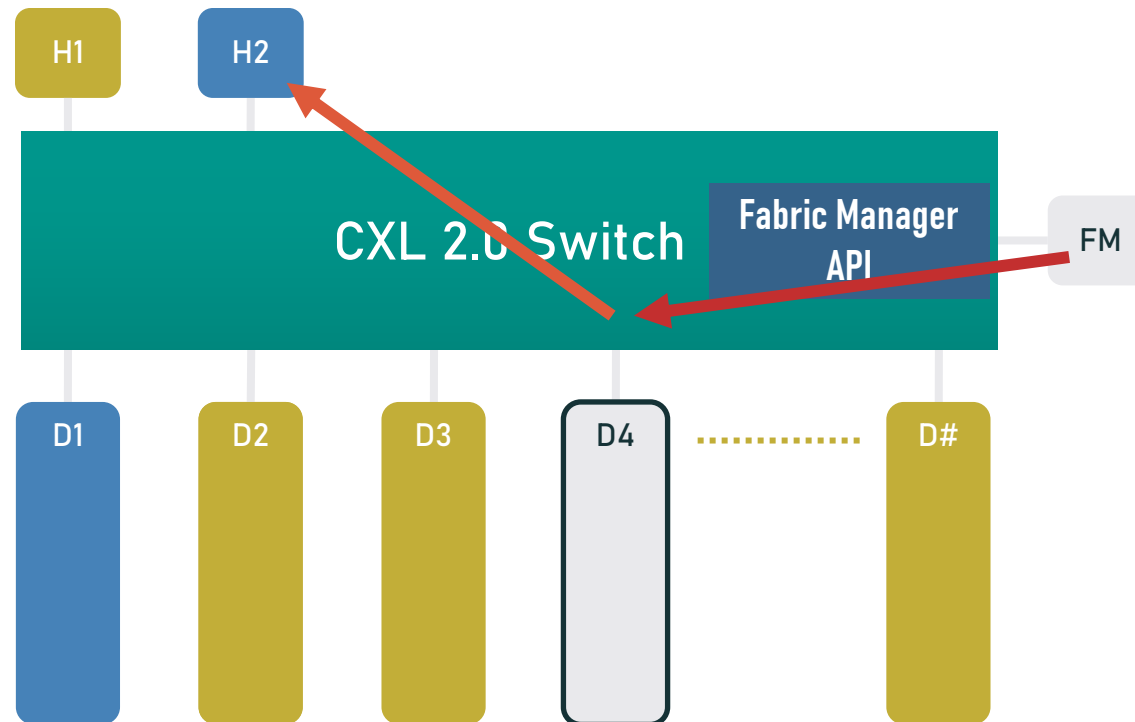 H1
H2
CXL 2.0 Switch
Fabric Manager
API
FM
D1
D2
D3
D4
D#